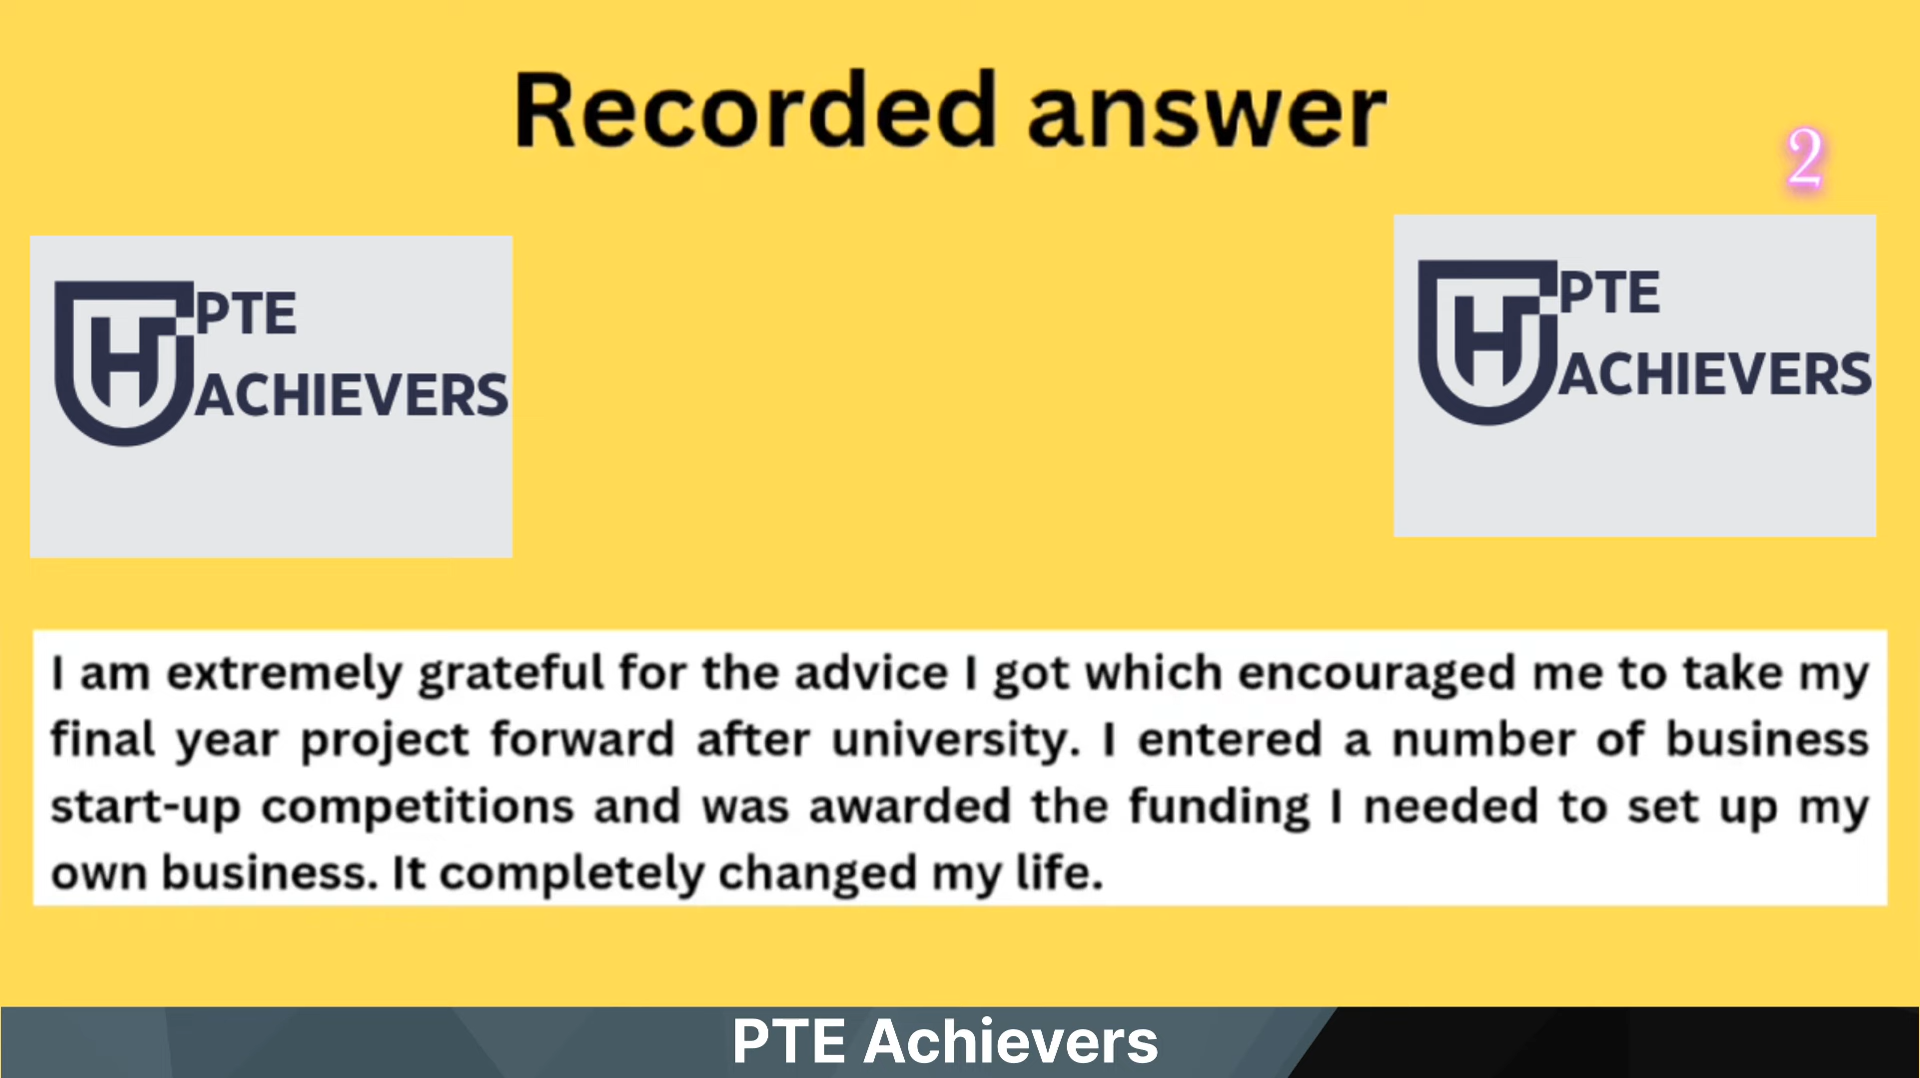 Recorded answer
2
PTE
ACHIEVERS
PTE
ACHIEVERS
I am extremely grateful for the advice I got which encouraged me to take my
final year project forward after university. I entered a number of business
start-up competitions and was awarded the funding I needed to set up my
own business. It completely changed my life.
PTE Achievers